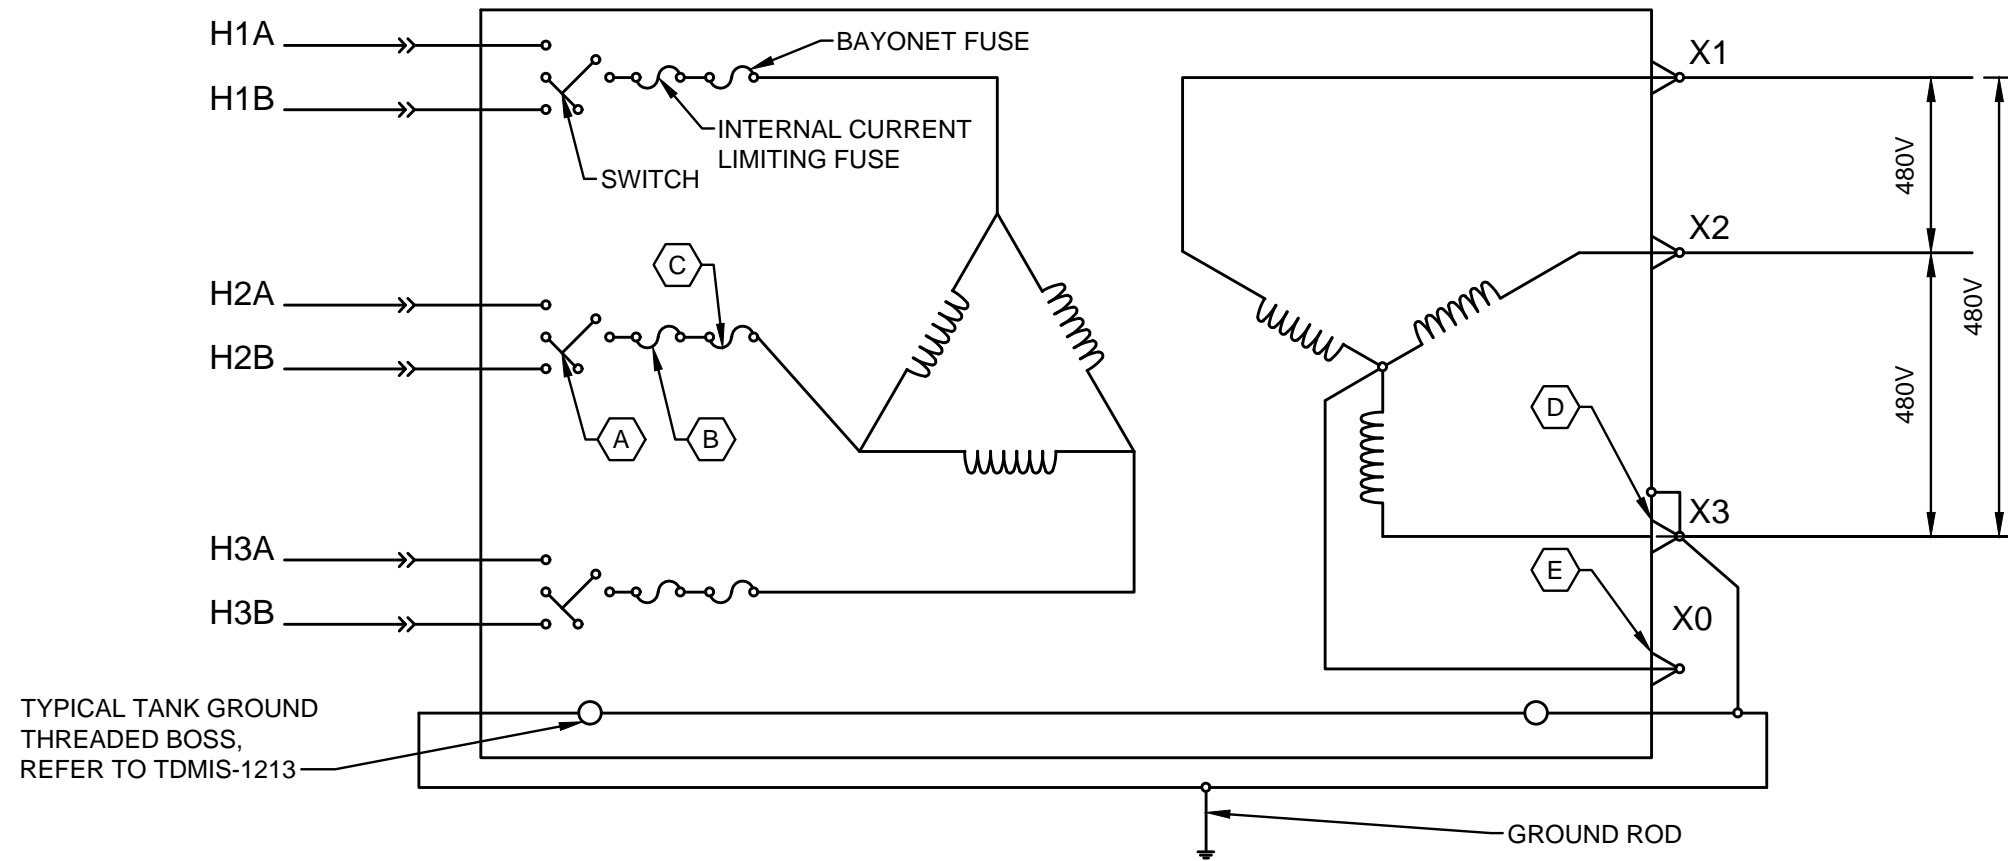 H1A
BAYONET FUSE
X1
H1B
INTERNAL CURRENT
LIMITING FUSE
SWITCH
480V
X2
C
H2A
480V
H2B
A
B
D
480V
X3
H3A
E
H3B
X0
TYPICAL TANK GROUND
THREADED BOSS,
REFER TO TDMIS-1213
GROUND ROD